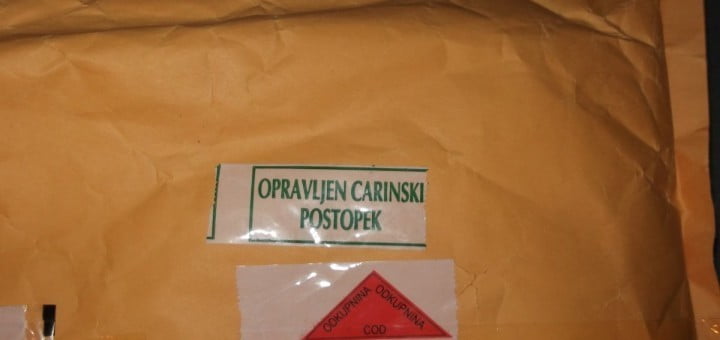 OPRAVLJEN CARINSKI
POSTOPEK
ODKUPNINA ODKUPNINA
COD